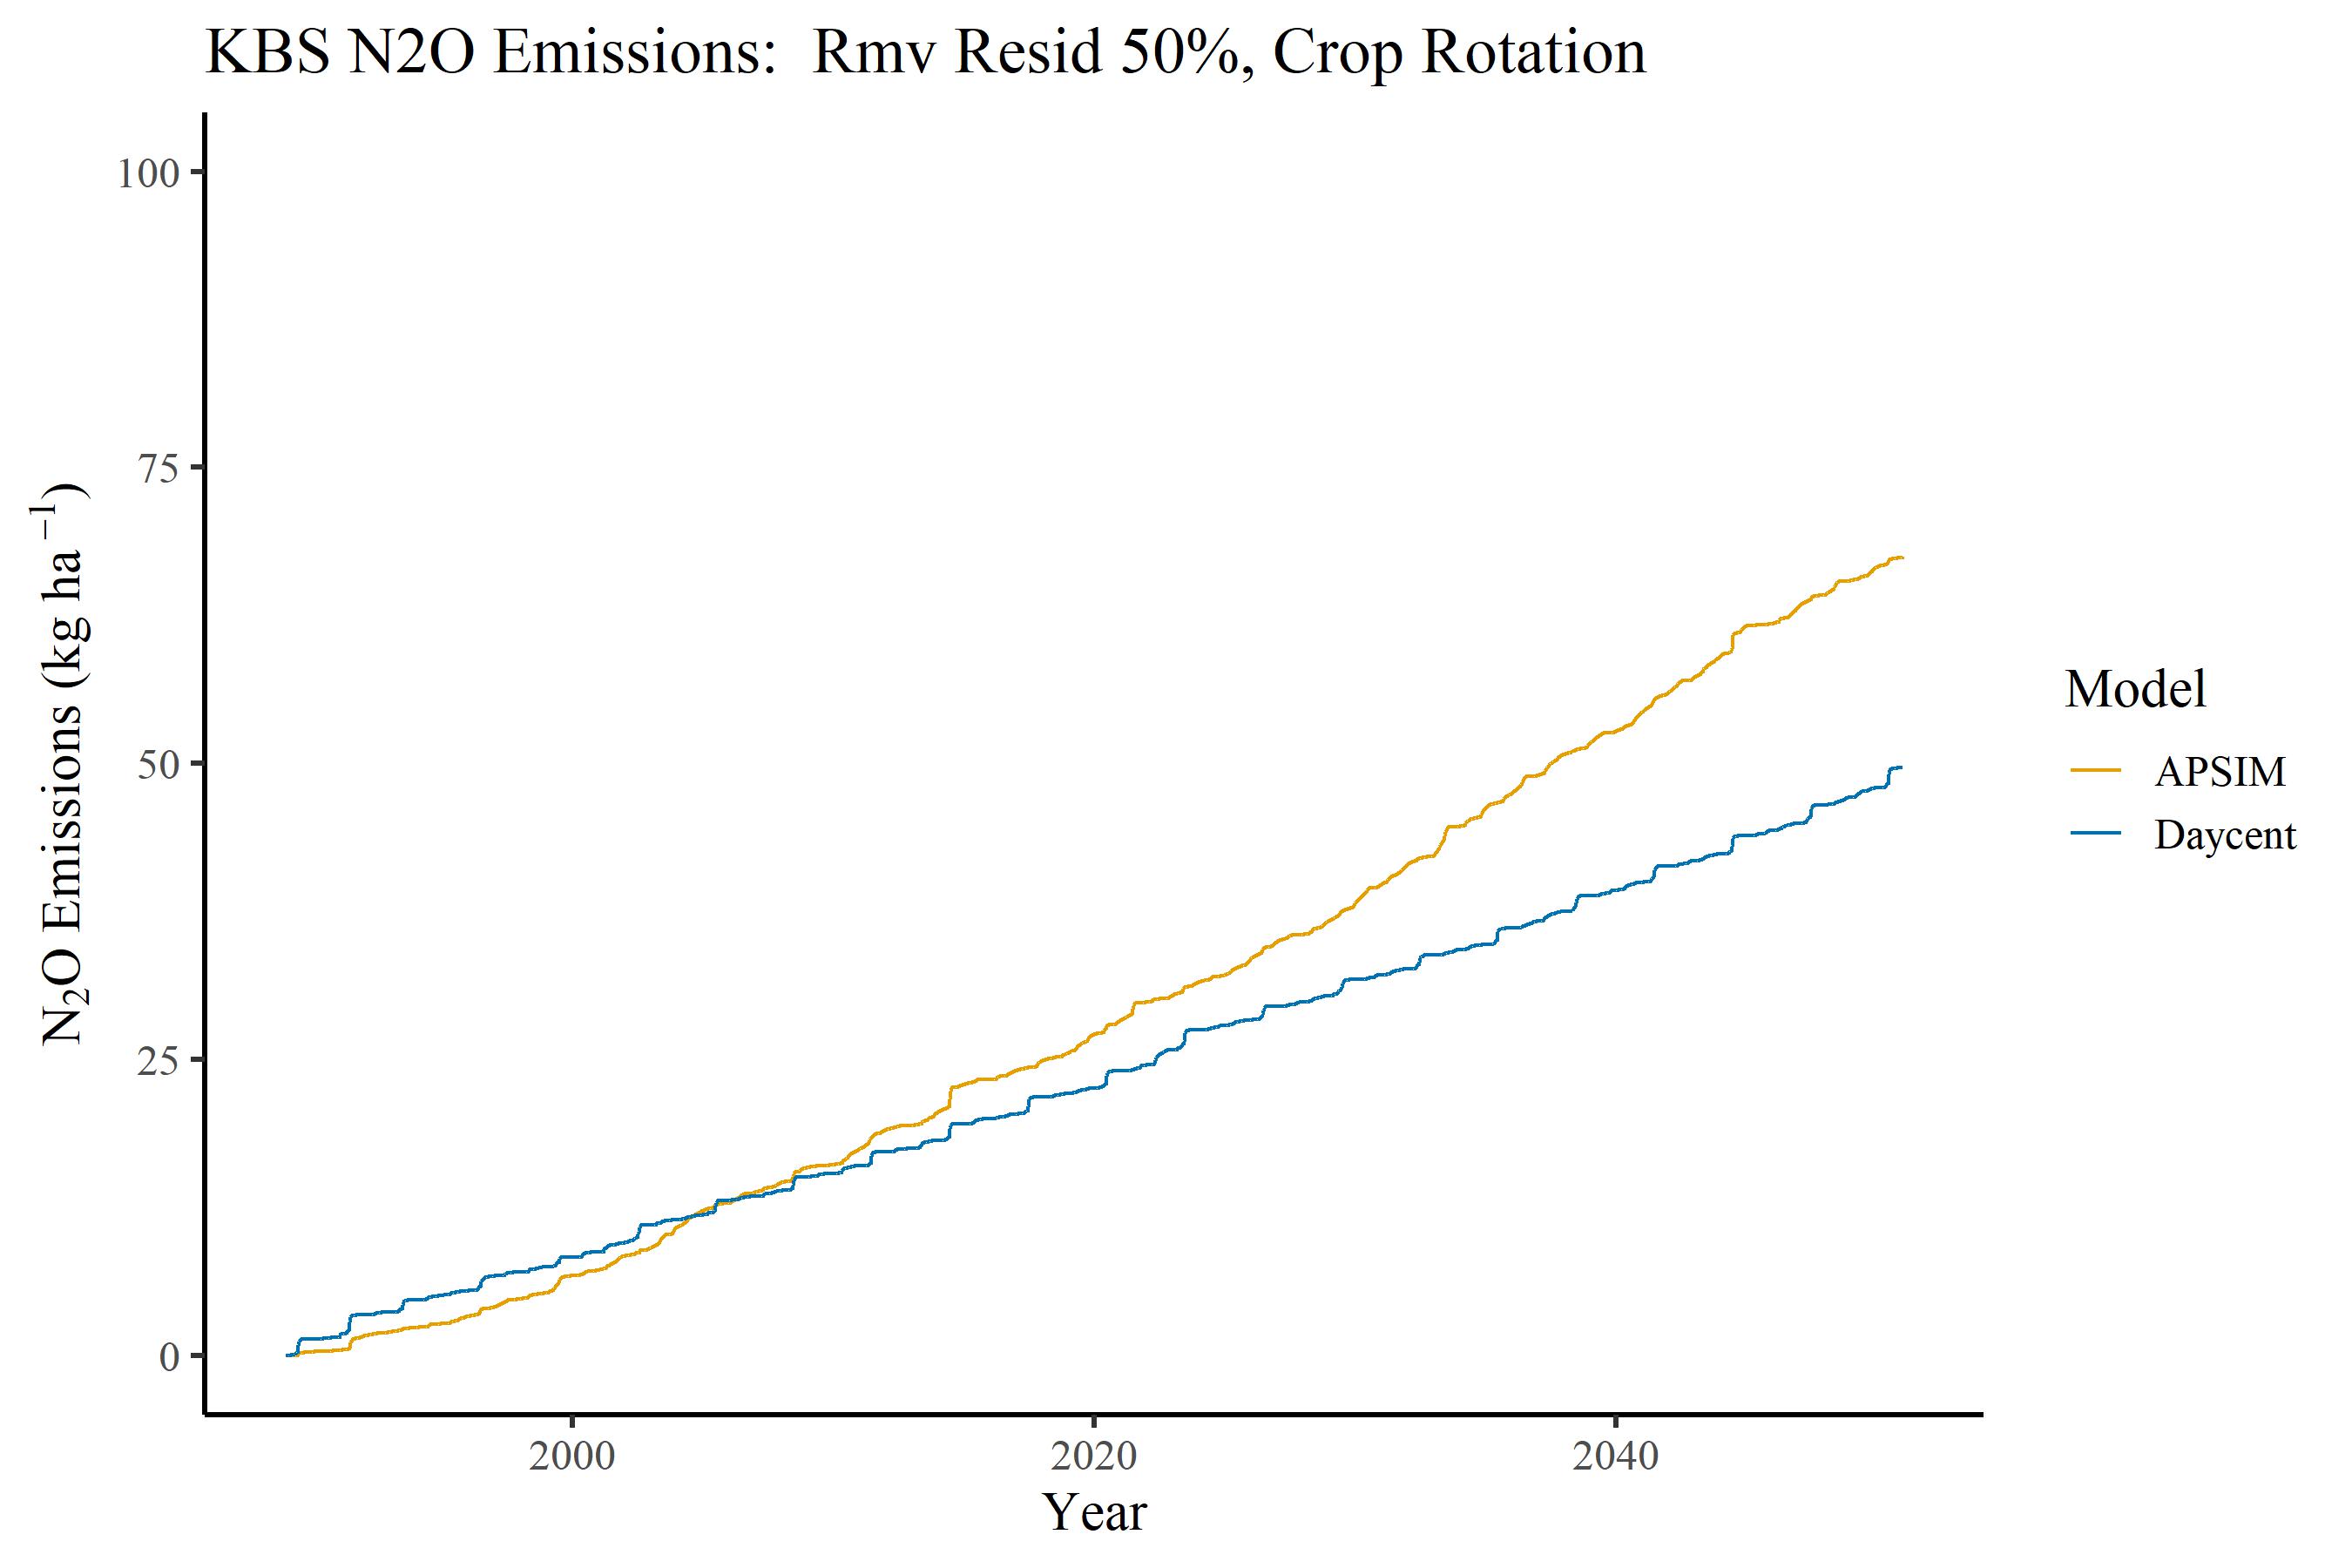 KBS N2O Emissions:  Rmv Resid 50%, Crop Rotation
100
75
50
25
0
N₂O Emissions (kg ha⁻¹)
2000
2020
2040
Year
Model
APSIM
Daycent